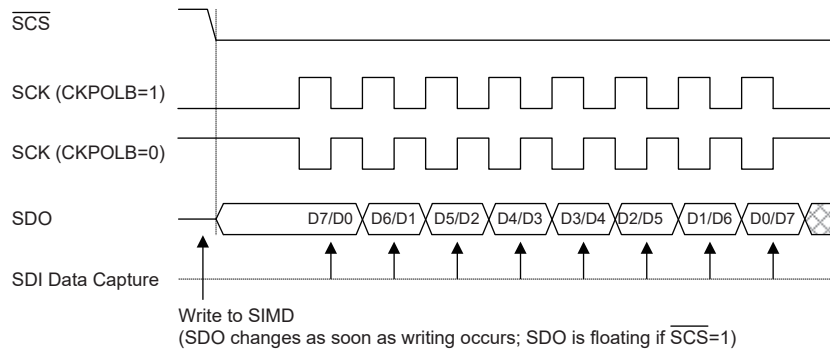 S̅C̅S̅
SCK (CKPOLB=1)
SCK (CKPOLB=0)
SDO D7/D0 D6/D1 D5/D2 D4/D3 D3/D4 D2/D5 D1/D6 D0/D7
SDI Data Capture
Write to SIMD
(SDO changes as soon as writing occurs; SDO is floating if S̅C̅S̅=1)